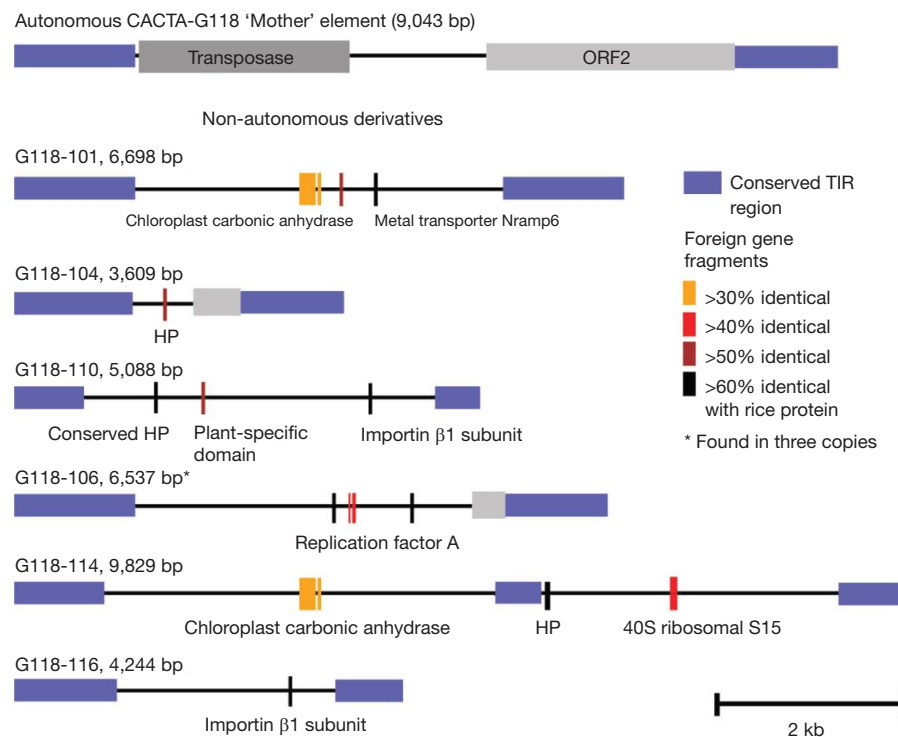 Autonomous CACTA-G118 ‘Mother’ element (9,043 bp)
Transposase
ORF2
Non-autonomous derivatives
G118-101, 6,698 bp
Chloroplast carbonic anhydrase
Metal transporter Nramp6
G118-104, 3,609 bp
HP
G118-110, 5,088 bp
Conserved HP
Plant-specific
domain
Importin β1 subunit
G118-106, 6,537 bp*
Replication factor A
G118-114, 9,829 bp
Chloroplast carbonic anhydrase
HP
40S ribosomal S15
G118-116, 4,244 bp
Importin β1 subunit
Conserved TIR
region
Foreign gene
fragments
>30% identical
>40% identical
>50% identical
>60% identical
with rice protein
* Found in three copies
2 kb